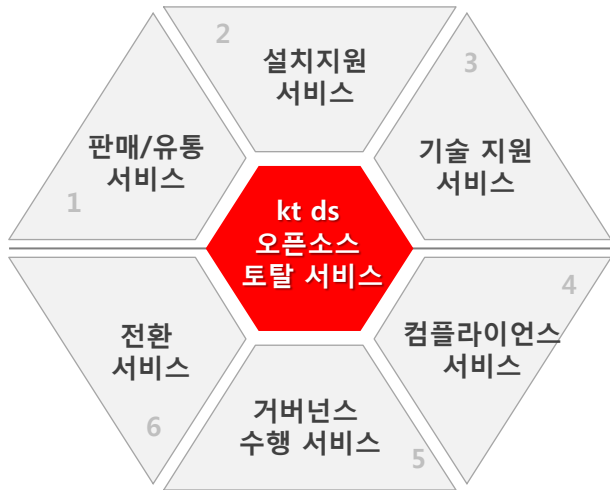 1
판매/유통
서비스
2
설치지원
서비스
3
기술 지원
서비스
kt ds
오픈소스
토탈 서비스
4
컴플라이언스
서비스
5
거버넌스
수행 서비스
6
전환
서비스